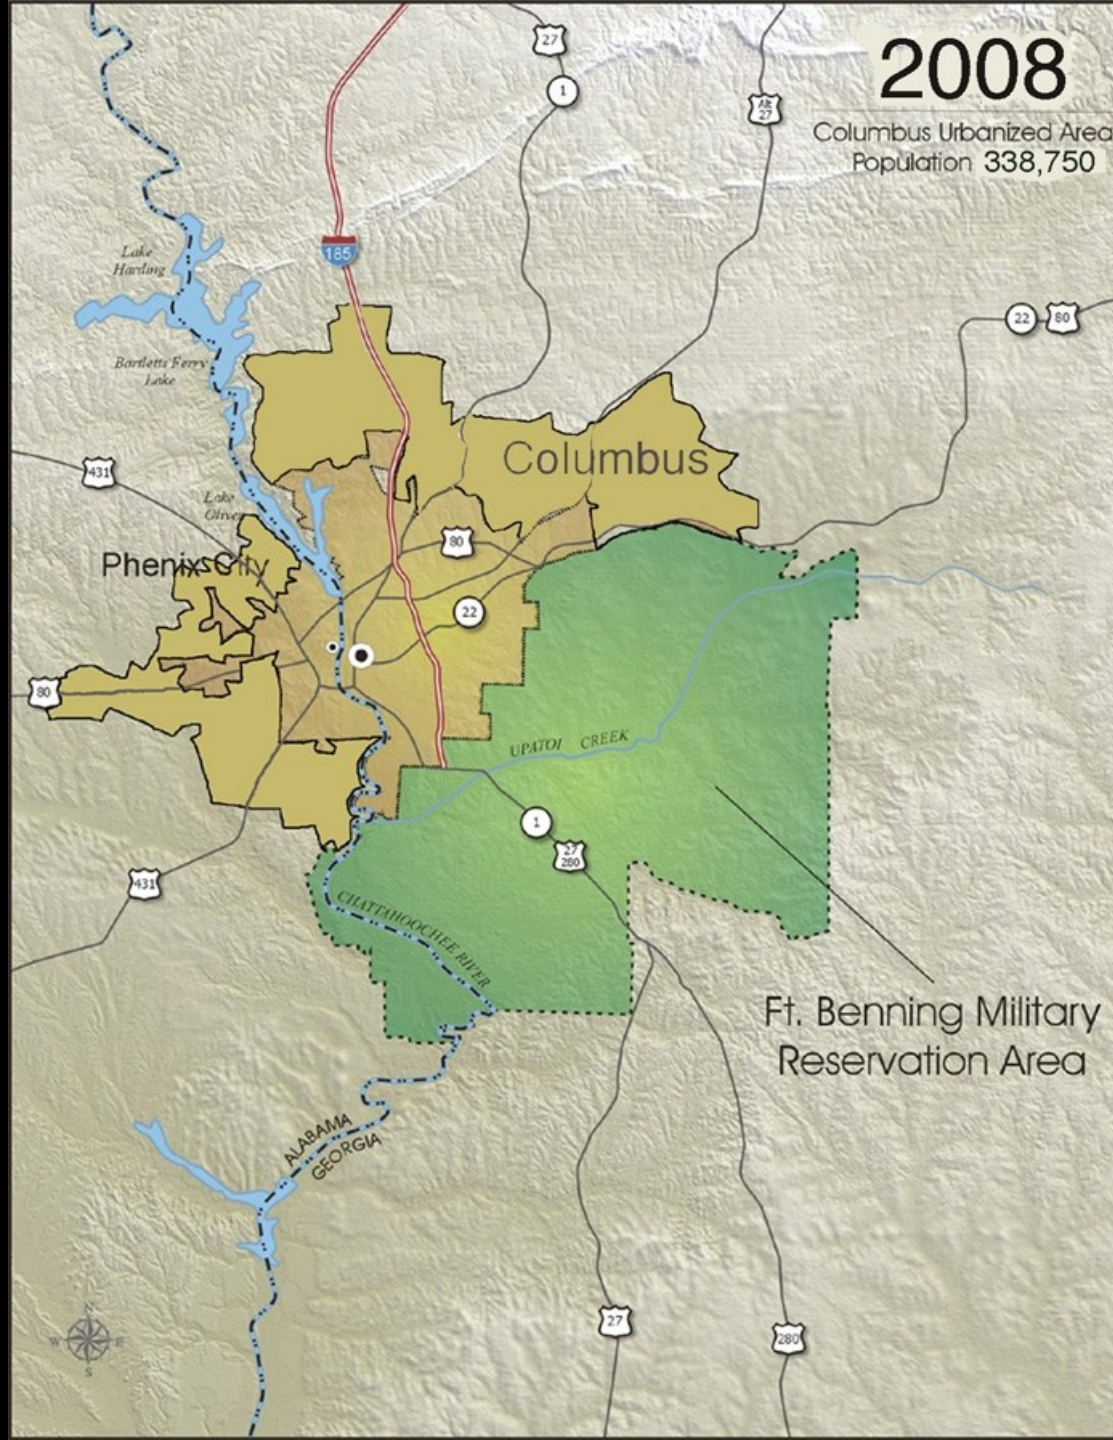 2008
Columbus Urbanized Area
Population 338,750
27
1
Alt
27
185
Lake
Harding
22
80
Bartletts Ferry
Lake
431
Columbus
Lake
Oliver
80
Phenix City
22
80
UPATOI CREEK
1
27
280
431
CHATTAHOOCHEE RIVER
Ft. Benning Military
Reservation Area
ALABAMA
GEORGIA
N
W E
S
27
280